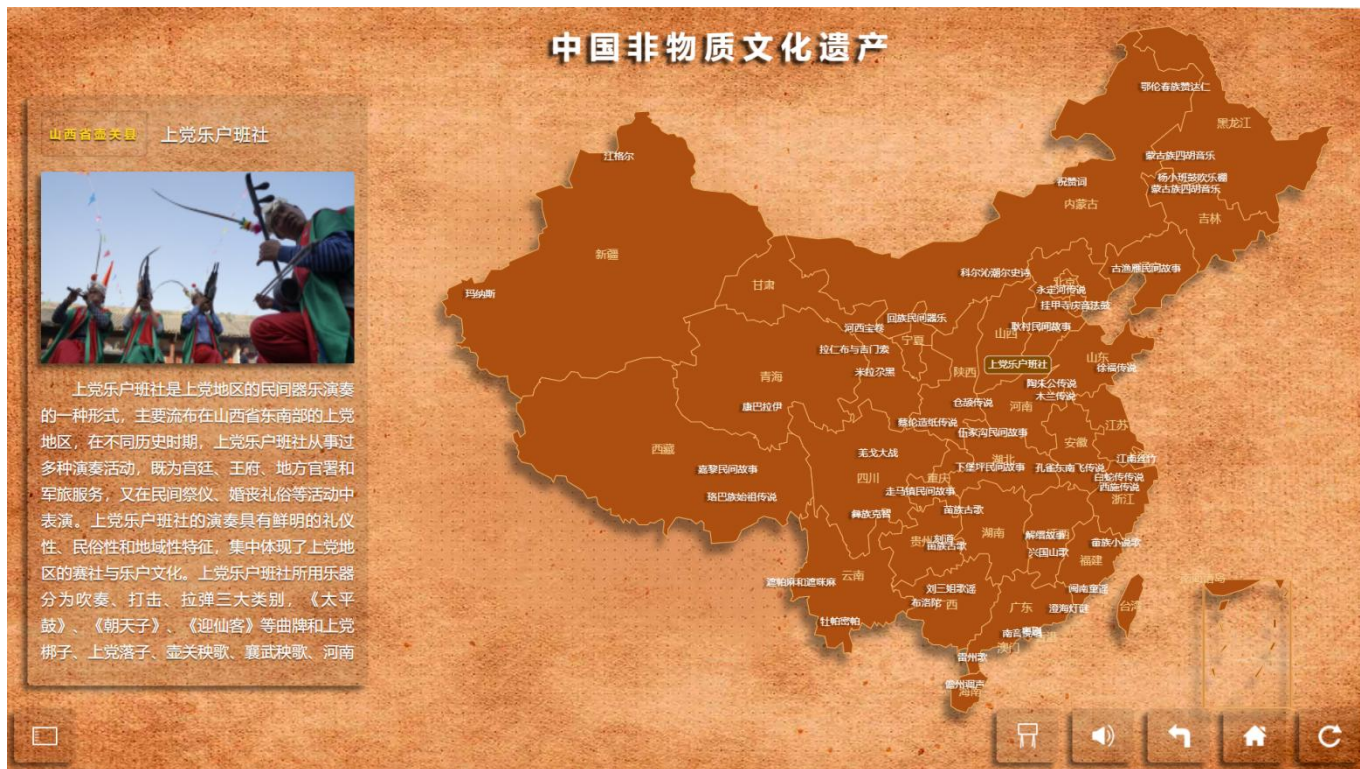 中国非物质文化遗产
山西省壶关县
上党乐户班社
上党乐户班社是上党地区的民间器乐演奏
的一种形式，主要流布在山西省东南部的上党
地区，在不同历史时期，上党乐户班社从事过
多种演奏活动，既为宫廷、王府、地方官署和
军旅服务，又在民间祭仪、婚丧礼俗等活动中
表演。上党乐户班社的演奏具有鲜明的礼仪
性、民俗性和地域性特征，集中体现了上党地
区的赛社与乐户文化。上党乐户班社所用乐器
分为吹奏、打击、拉弹三大类别，《太平
鼓》、《朝天子》、《迎仙客》等曲牌和上党
梆子、上党落子、壶关秧歌、襄武秧歌、河南
鄂伦春族赞达仁
黑龙江
江格尔
蒙古族四胡音乐
祝赞词
杨小班鼓吹乐棚
蒙古族四胡音乐
内蒙古
吉林
新疆
科尔沁潮尔史诗
古渔雁民间故事
北京
甘肃
玛纳斯
永定河传说
回族民间器乐
河西宝卷
耿村民间故事
山西
宁夏
拉仁布与吉门索
山东
上党乐户班社
徐福传说
米拉尕黑
陕西
青海
陶朱公传说
木兰传说
康巴拉伊
仓颉传说
河南
蔡伦造纸传说
江苏
伍家沟民间故事
安徽
西藏
羌戈大战
湖北
江南丝竹
嘉黎民间故事
下堡坪民间故事
孔雀东南飞传说
四川
重庆
白蛇传传说
走马镇民间故事
西施传说
珞巴族始祖传说
浙江
苗族古歌
彝族克智
湖南
解缙故事
贵州
苗族古歌
畲族小说歌
兴国山歌
福建
云南
遮帕麻和遮咪麻
刘三姐歌谣
闽南童谣
布洛陀
西
广东
澄海灯谜
台湾
牡帕密帕
澳门
雷州歌
儋州调声
海南